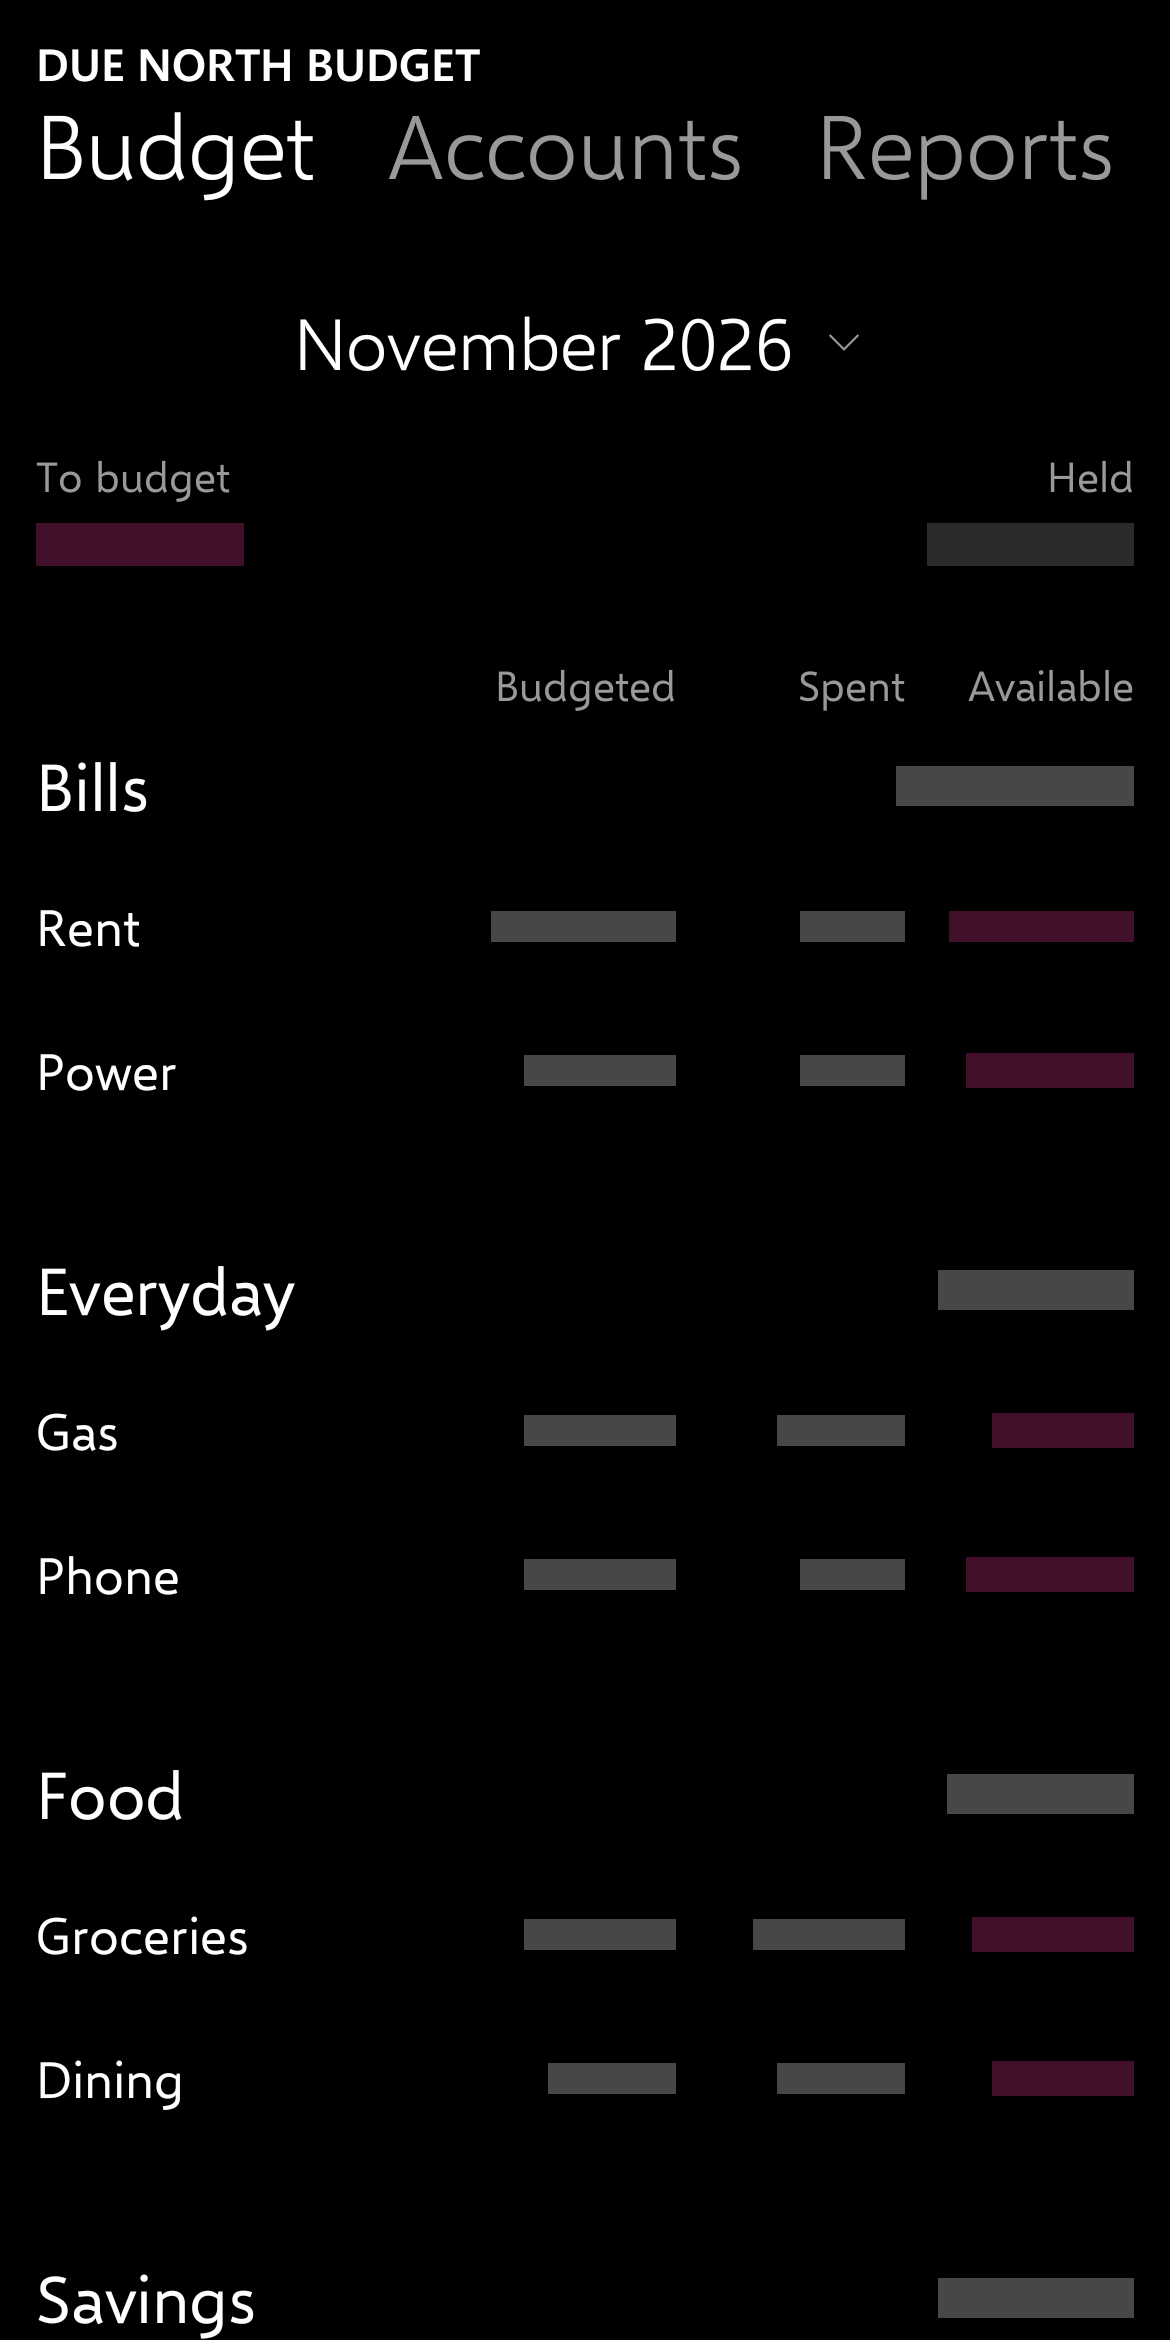 DUE NORTH BUDGET
Budget Accounts Reports
November 2026
To budget Held
Budgeted Spent Available
Bills
Rent
Power
Everyday
Gas
Phone
Food
Groceries
Dining
Savings